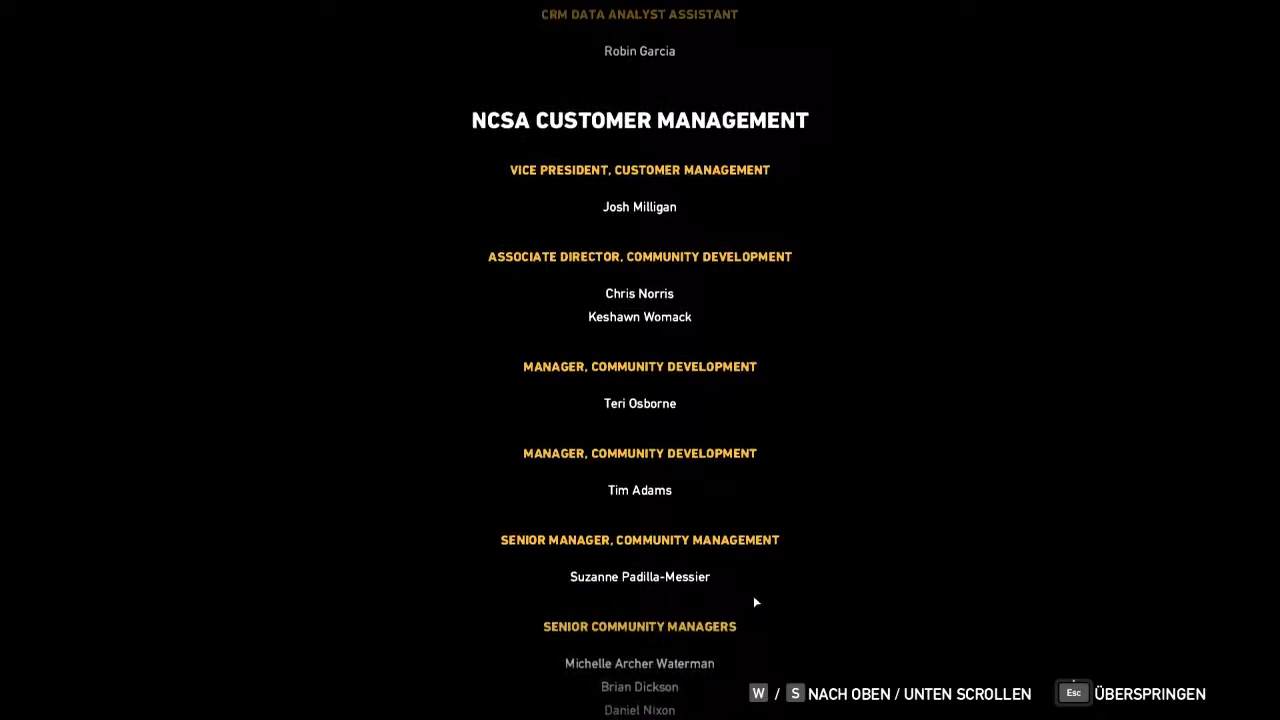 CRM DATA ANALYST ASSISTANT
Robin Garcia
NCSA CUSTOMER MANAGEMENT
VICE PRESIDENT, CUSTOMER MANAGEMENT
Josh Milligan
ASSOCIATE DIRECTOR, COMMUNITY DEVELOPMENT
Chris Norris
Keshawn Womack
MANAGER, COMMUNITY DEVELOPMENT
Teri Osborne
MANAGER, COMMUNITY DEVELOPMENT
Tim Adams
SENIOR MANAGER, COMMUNITY MANAGEMENT
Suzanne Padilla-Messier
SENIOR COMMUNITY MANAGERS
Michelle Archer Waterman
Brian Dickson
Daniel Nixon
W / S NACH OBEN / UNTEN SCROLLEN Esc ÜBERSPRINGEN